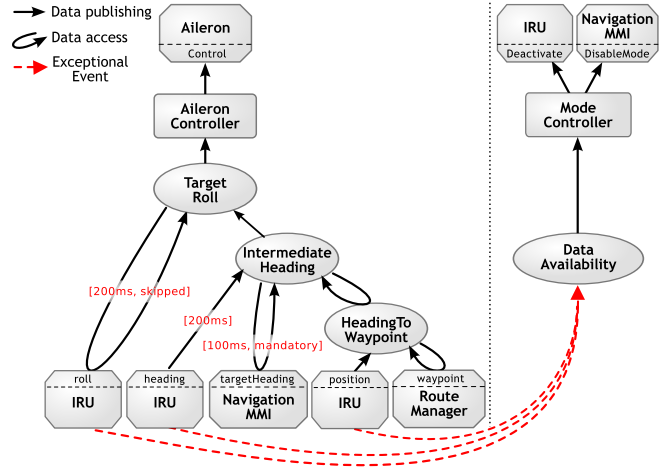 Data publishing
Data access
Exceptional
Event
Aileron
Control
Aileron
Controller
Target
Roll
Intermediate
Heading
HeadingTo
Waypoint
[200ms, skipped]
[200ms]
[100ms, mandatory]
roll
IRU
heading
IRU
targetHeading
Navigation
MMI
position
IRU
waypoint
Route
Manager
IRU
Deactivate
Navigation
MMI
DisableMode
Mode
Controller
Data
Availability